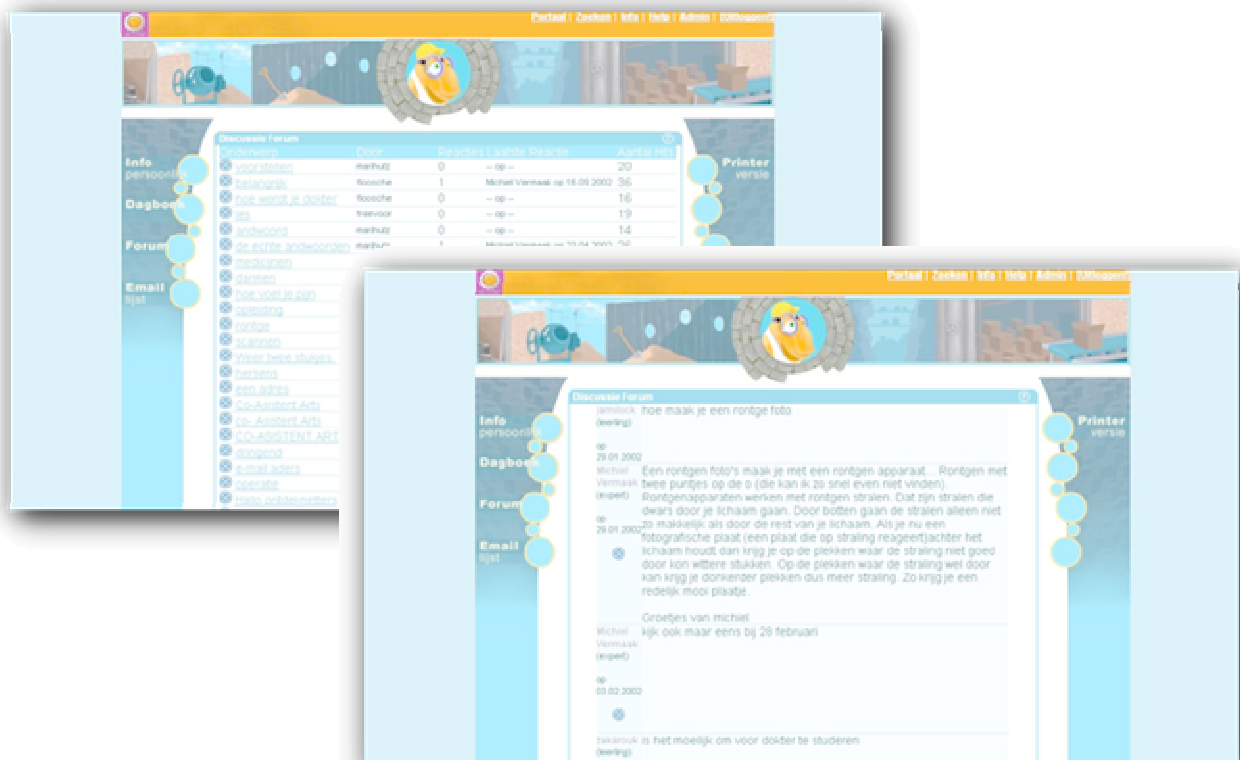 Portaal | Zoeken | Info | Help | Admin | [Uitloggen]
Discussie Forum
Onderwerp Door Reacties Laatste Reactie Aantal Hits
Info
persoonlijk
Dagboek
Forum
Email
lijst
Printer
versie
voorstellen 0 -- op -- 20
belangrijk floosche 1 Michiel Vermaak op 16.09.2002 36
hoe wordt je dokter floosche 0 -- op -- 16
les freevoor 0 -- op -- 19
andwoord 0 -- op -- 14
de echte andwoorden 1
medicijnen
darmen
hoe voel je pijn
opleiding
rontge
scannen
Weer twee stukjes.
hersens
een adres
Co-Asistent Arts
co- Asistent Arts
CO-ASISTENT ART
dringend
e-mail aders
operatie
Hallo ontdeknetters
Portaal | Zoeken | Info | Help | Admin | [Uitloggen]
Discussie Forum
Info
persoonlijk
Dagboek
Forum
Email
lijst
Printer
versie
jamilock hoe maak je een rontge foto
(leerling)
op
29.01.2002
Michiel Een rontgen foto's maak je met een rontgen apparaat... Rontgen met
Vermaak twee puntjes op de o (die kan ik zo snel even niet vinden).
(expert) Rontgenapparaten werken met rontgen stralen. Dat zijn stralen die
dwars door je lichaam gaan. Door botten gaan de stralen alleen niet
op
29.01.2002 zo makkelijk als door de rest van je lichaam. Als je nu een
fotografische plaat (een plaat die op straling reageert)achter het
lichaam houdt dan krijg je op de plekken waar de straling niet goed
door kon wittere stukken. Op de plekken waar de straling wel door
kan krijg je donkerder plekken dus meer straling. Zo krijg je een
redelijk mooi plaatje.
Groetjes van michiel
Michiel kijk ook maar eens bij 28 februari
Vermaak
(expert)
op
03.02.2002
zakarouk is het moeilijk om voor dokter te studeren
(leerling)